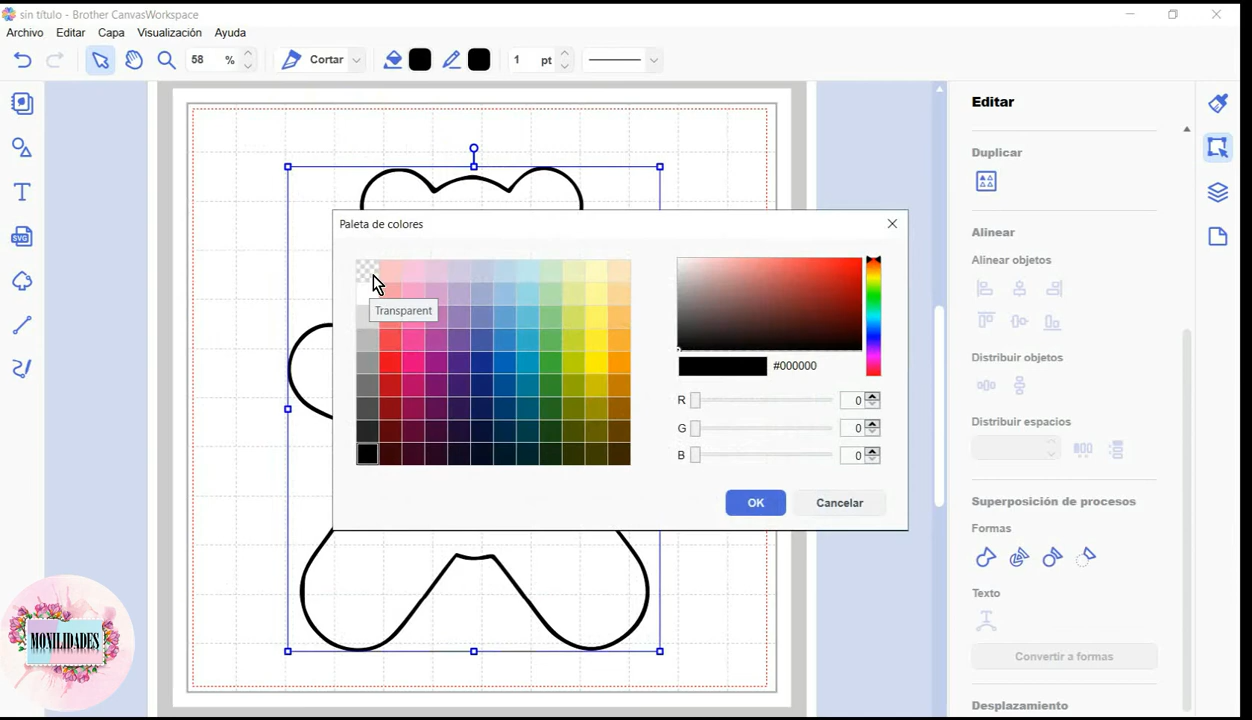 sin título - Brother CanvasWorkspace
Archivo Editar Capa Visualización Ayuda
58 % Cortar 1 pt
Editar
Duplicar
Alinear
Alinear objetos
Distribuir objetos
Distribuir espacios
Superposición de procesos
Formas
Texto
Convertir a formas
Desplazamiento
Paleta de colores
Transparent
#000000
R 0
G 0
B 0
OK Cancelar
T
SVG
MONILIDADES